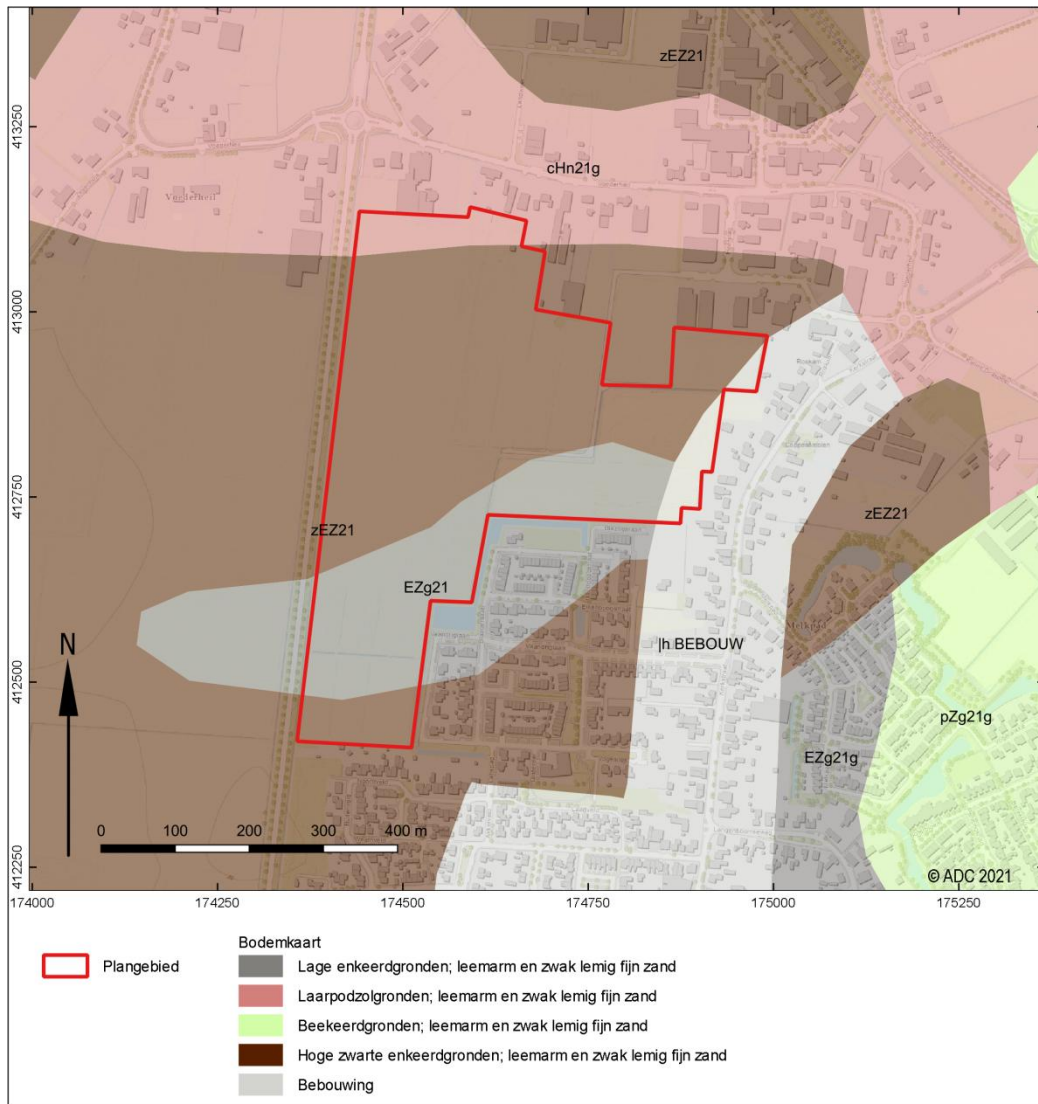 zEZ21
413250
cHn21g
Vorderheil
413000
412750
zEZ21
zEZ21
EZg21
|h BEBOUW
N
412500
pZg21g
EZg21g
0 100 200 300 400 m
412250
© ADC 2021
174000 174250 174500 174750 175000 175250
Bodemkaart
Plangebied
Lage enkeerdgronden; leemarm en zwak lemig fijn zand
Laarpodzolgronden; leemarm en zwak lemig fijn zand
Beekeerdgronden; leemarm en zwak lemig fijn zand
Hoge zwarte enkeerdgronden; leemarm en zwak lemig fijn zand
Bebouwing